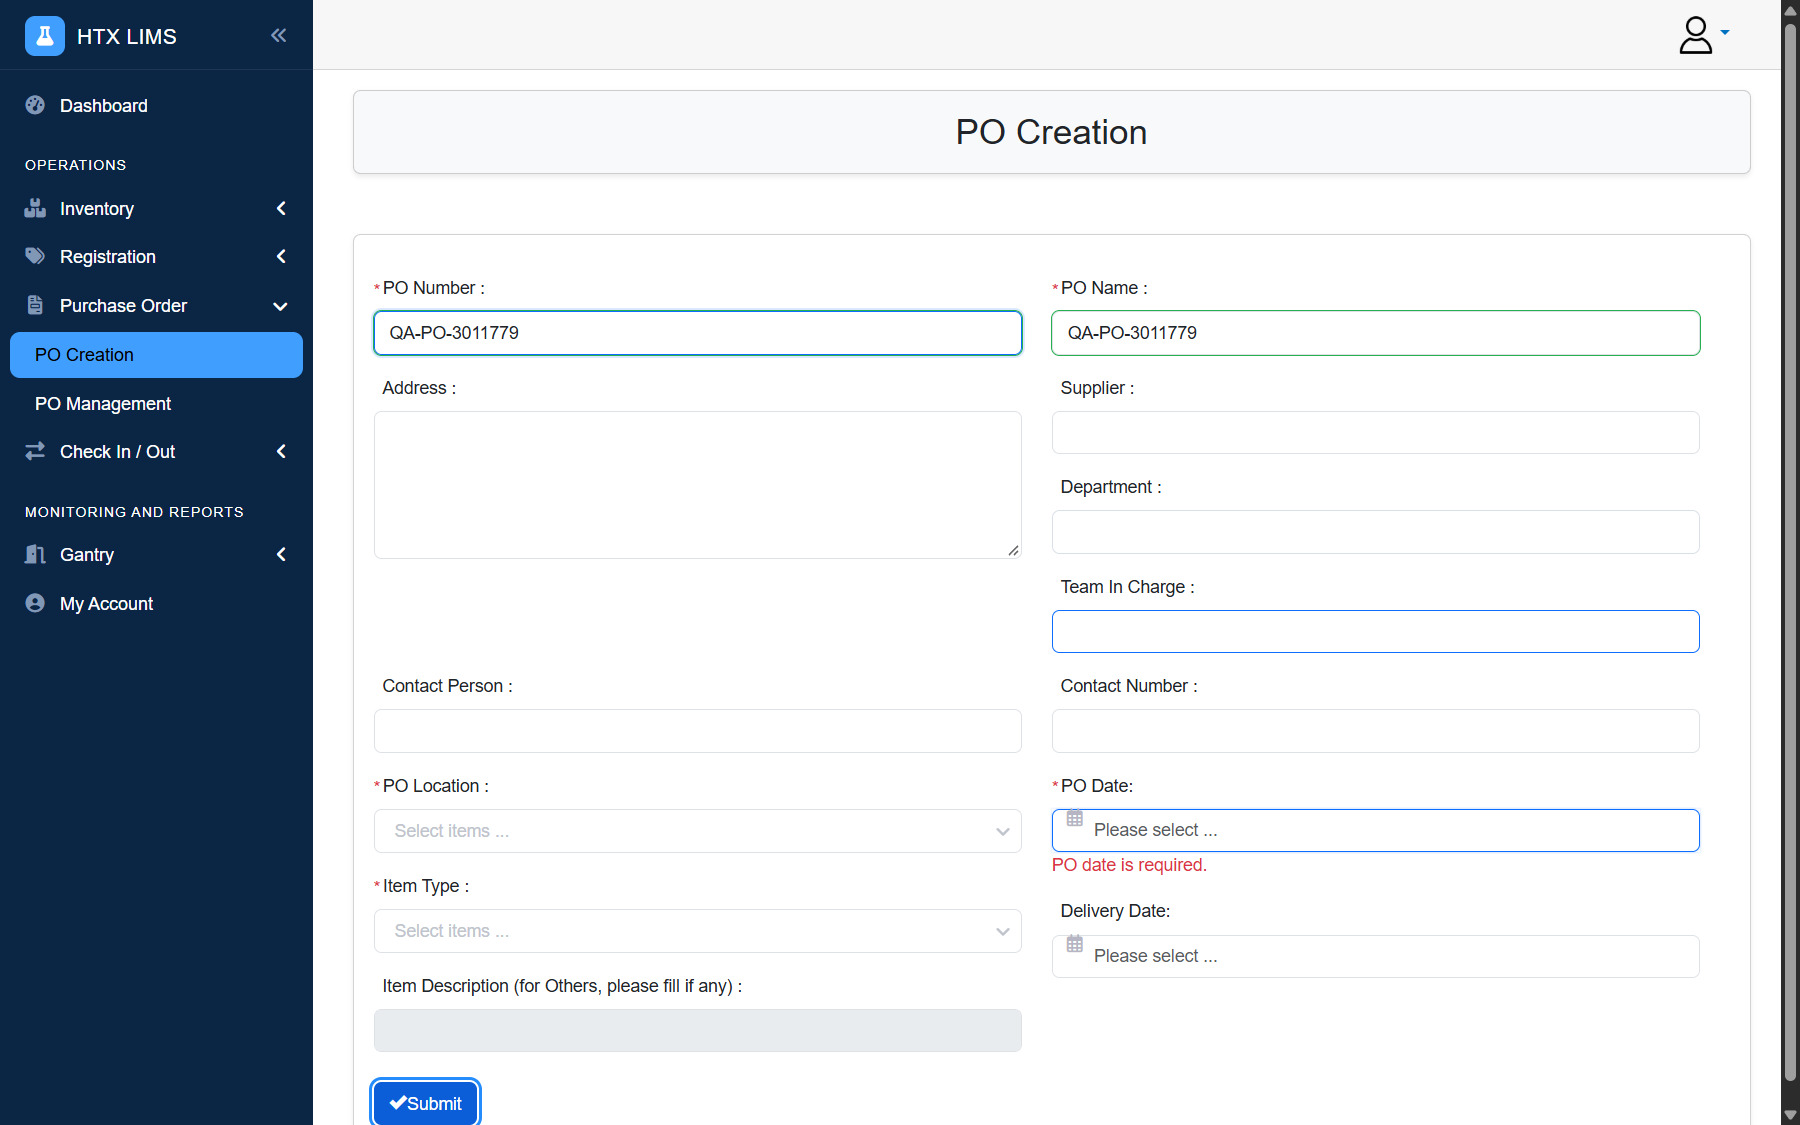 HTX LIMS
Dashboard
OPERATIONS
Inventory
Registration
Purchase Order
PO Creation
PO Management
Check In / Out
MONITORING AND REPORTS
Gantry
My Account
PO Creation
*PO Number :
QA-PO-3011779
*PO Name :
QA-PO-3011779
Address :
Supplier :
Department :
Team In Charge :
Contact Person :
Contact Number :
*PO Location :
Select items ...
*PO Date:
Please select ...
PO date is required.
*Item Type :
Select items ...
Delivery Date:
Please select ...
Item Description (for Others, please fill if any) :
Submit